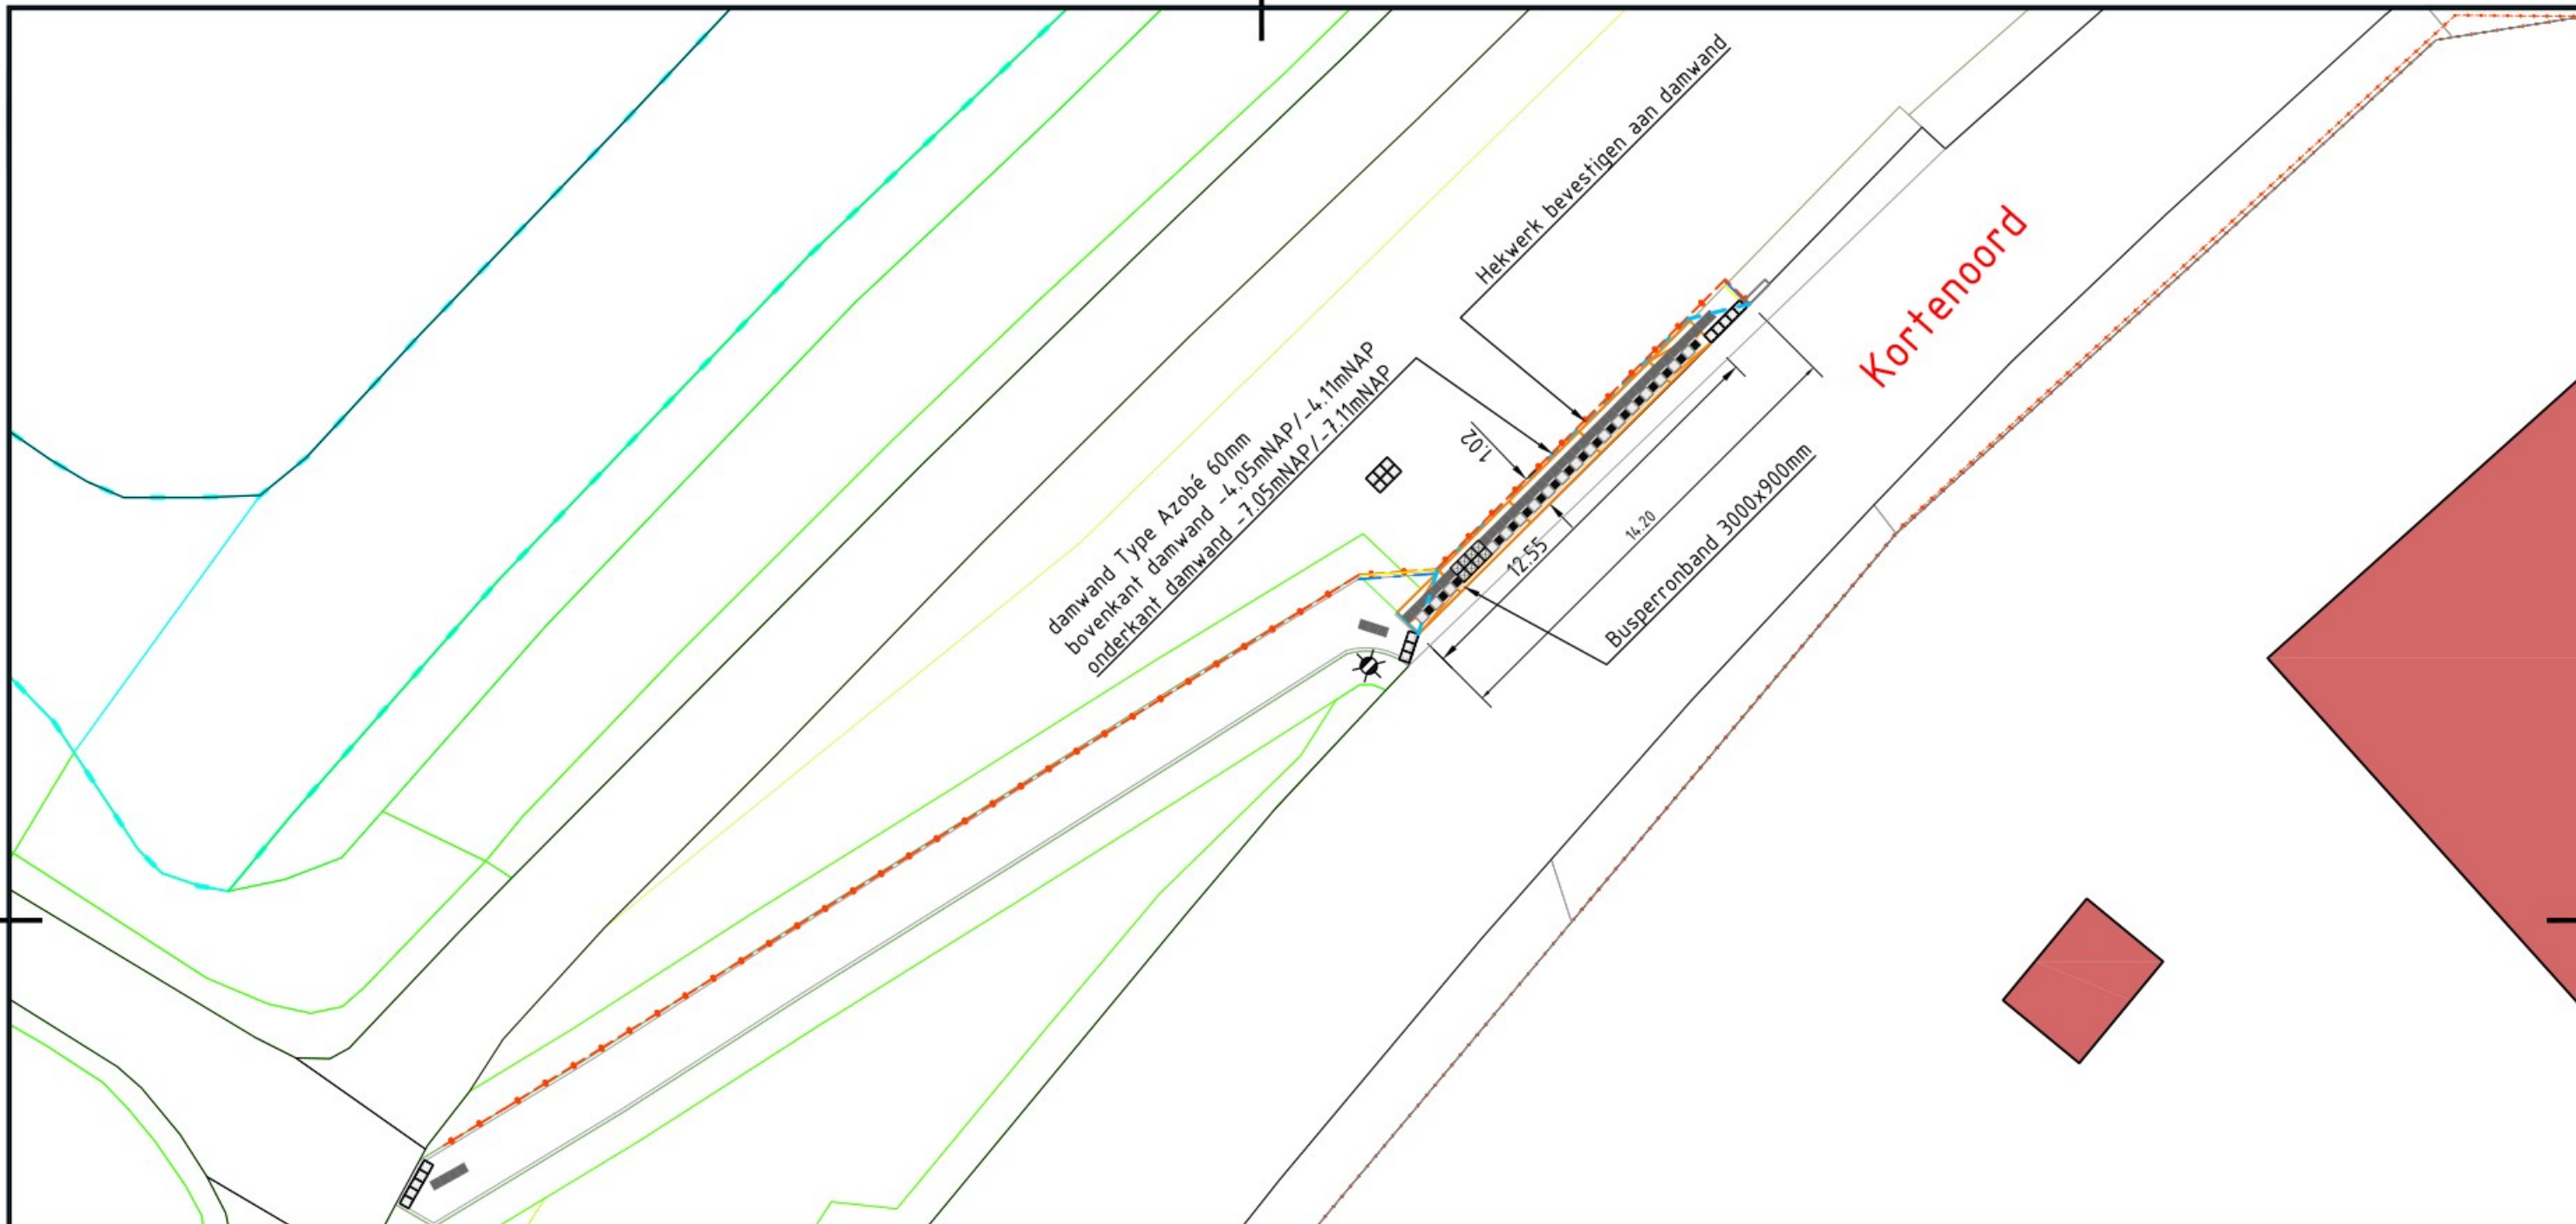 Hekwerk bevestigen aan damwand
Kortenoord
damwand Type Azobé 60mm
bovenkant damwand -4.05mNAP/-4.11mNAP
onderkant damwand -7.05mNAP/-7.11mNAP
1.02
12.55
14.20
Busperronband 3000x900mm